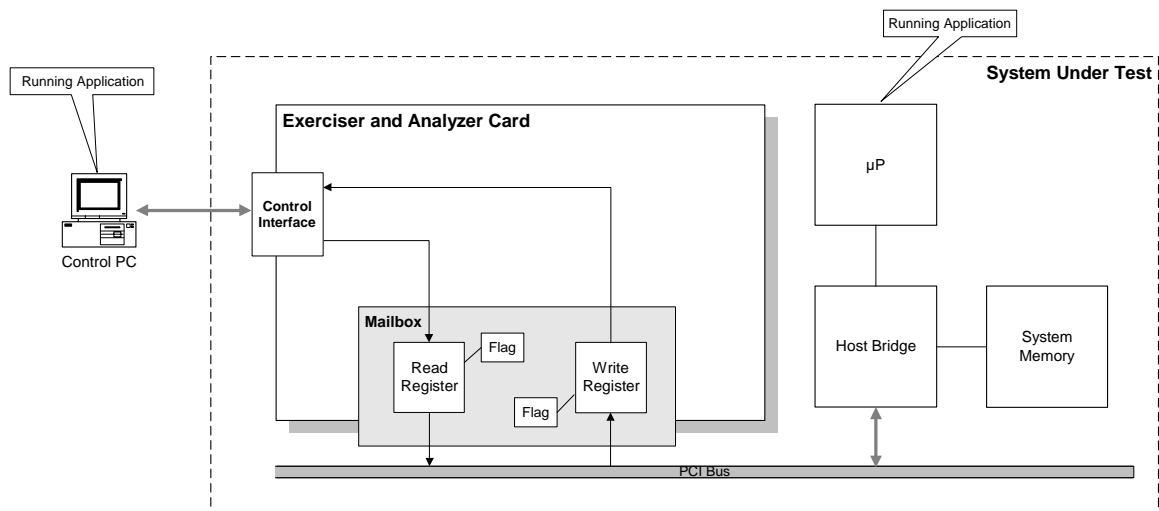 Running Application
Running Application
System Under Test
Exerciser and Analyzer Card
µP
Control
Interface
Control PC
Mailbox
Flag
Read
Register
Write
Register
Flag
Host Bridge
System
Memory
PCI Bus